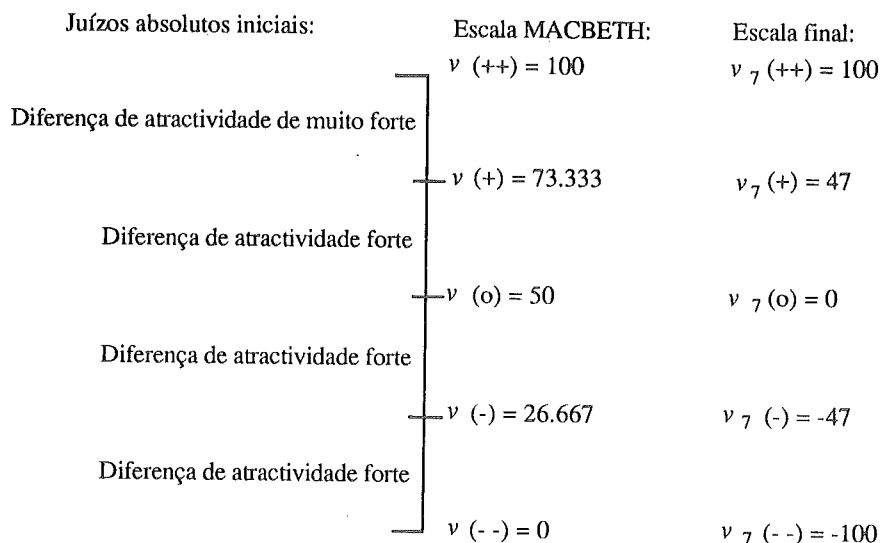 Juízos absolutos iniciais: Escala MACBETH: Escala final:
v (++) = 100 v 7 (++) = 100
Diferença de atractividade de muito forte
v (+) = 73.333 v 7 (+) = 47
Diferença de atractividade forte
v (o) = 50 v 7 (o) = 0
Diferença de atractividade forte
v (-) = 26.667 v 7 (-) = -47
Diferença de atractividade forte
v (- -) = 0 v 7 (- -) = -100